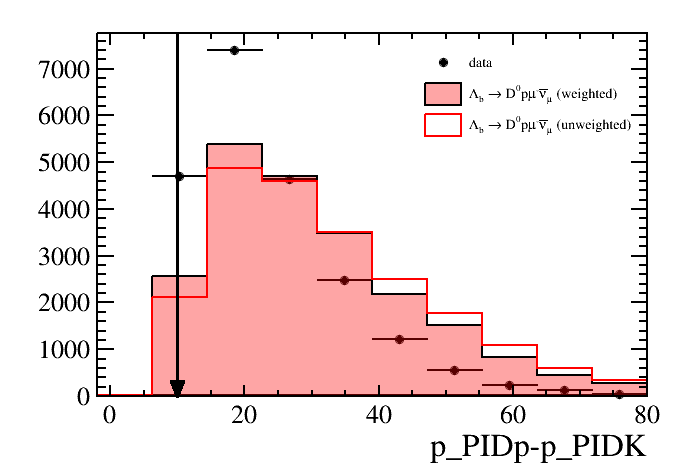 7000
6000
5000
4000
3000
2000
1000
0
data
Λb → D⁰pμ ν̅μ (weighted)
Λb → D⁰pμ ν̅μ (unweighted)
0 20 40 60 80
p_PIDp-p_PIDK